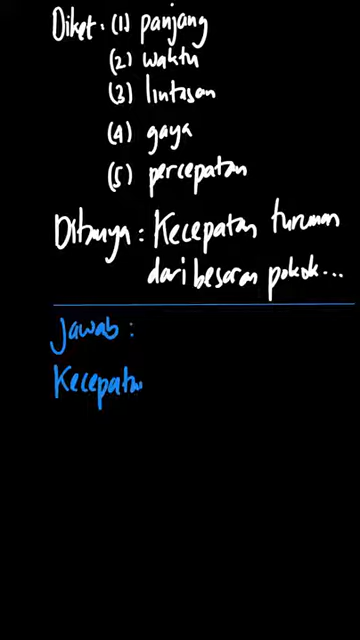 Diket : (1) panjang
(2) waktu
(3) lintasan
(4) gaya
(5) percepatan
Ditanya : Kecepatan turunan
dari besaran pokok...
Jawab :
Kecepatan